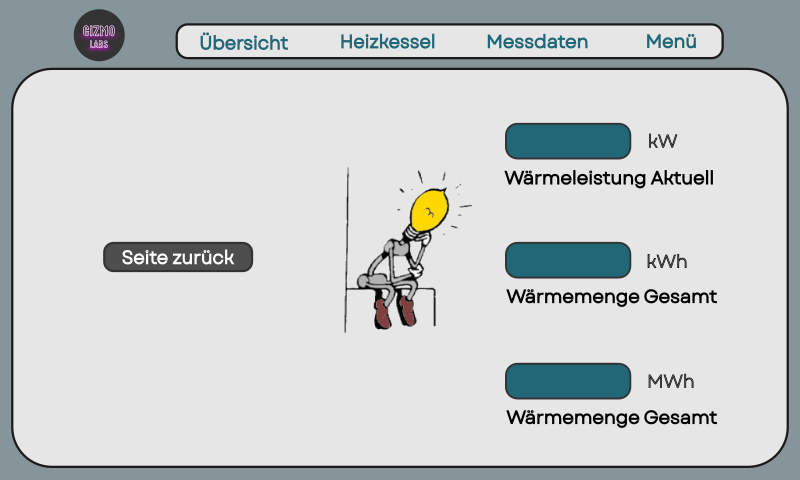 GIZMO
LABS
Übersicht Heizkessel Messdaten Menü
kW
Wärmeleistung Aktuell
Seite zurück
kWh
Wärmemenge Gesamt
MWh
Wärmemenge Gesamt